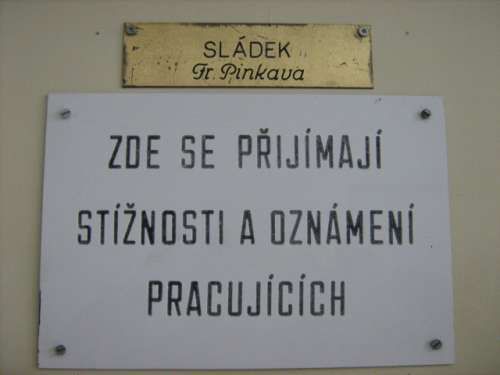 SLÁDEK
Fr. Pinkava
ZDE SE PŘIJÍMAJÍ
STÍŽNOSTI A OZNÁMENÍ
PRACUJÍCÍCH